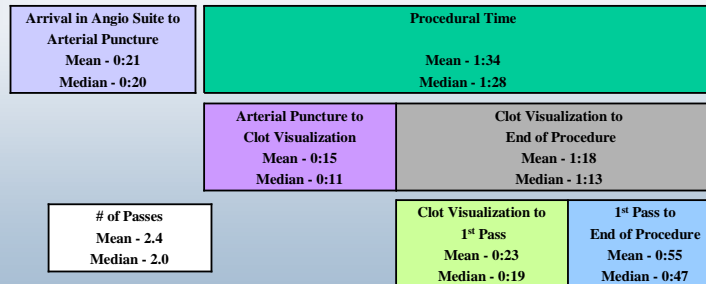 Arrival in Angio Suite to
Arterial Puncture
Mean - 0:21
Median - 0:20
Procedural Time
Mean - 1:34
Median - 1:28
Arterial Puncture to
Clot Visualization
Mean - 0:15
Median - 0:11
Clot Visualization to
End of Procedure
Mean - 1:18
Median - 1:13
# of Passes
Mean - 2.4
Median - 2.0
Clot Visualization to
1st Pass
Mean - 0:23
Median - 0:19
1st Pass to
End of Procedure
Mean - 0:55
Median - 0:47